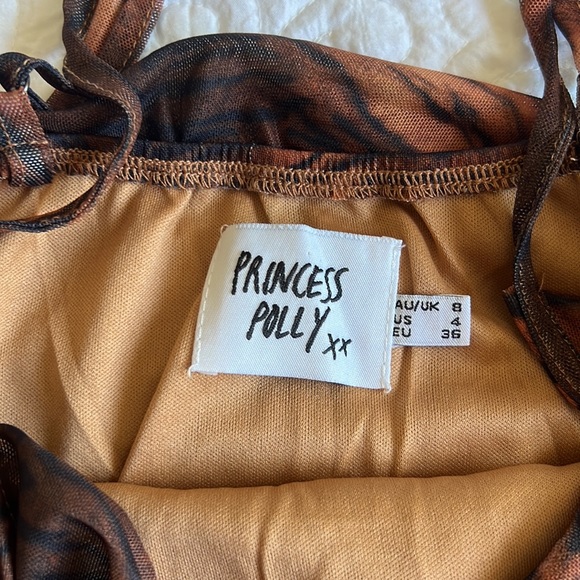 PRINCESS
POLLY xx
AU/UK 8
US 4
EU 36